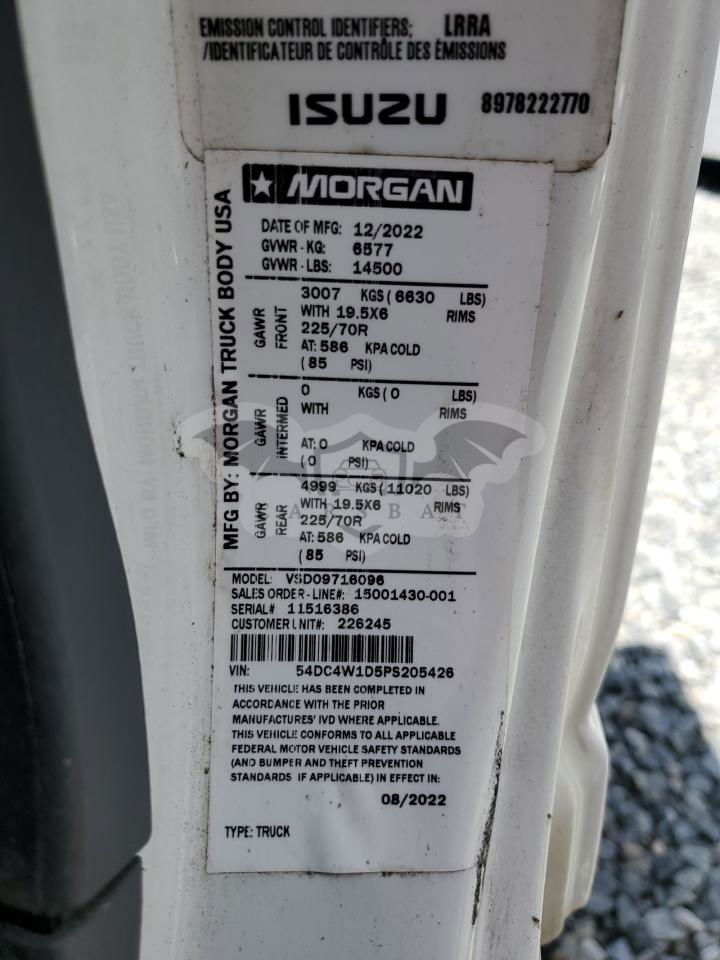 EMISSION CONTROL IDENTIFIERS: LRRA
/IDENTIFICATEUR DE CONTRÔLE DES ÉMISSIONS
ISUZU 8978222770
MORGAN
MFG BY: MORGAN TRUCK BODY USA
DATE OF MFG: 12/2022
GVWR - KG: 6577
GVWR - LBS: 14500
GAWR FRONT
3007 KGS ( 6630 LBS)
WITH 19.5X6 RIMS
225/70R
AT: 586 KPA COLD
( 85 PSI)
GAWR INTERMED
0 KGS ( 0 LBS)
WITH RIMS
AT: 0 KPA COLD
( 0 PSI)
GAWR REAR
4999 KGS ( 11020 LBS)
WITH 19.5X6 RIMS
225/70R
AT: 586 KPA COLD
( 85 PSI)
CARSBAT
MODEL: VSD09716096
SALES ORDER - LINE#: 15001430-001
SERIAL# 11516386
CUSTOMER UNIT#: 226245
VIN: 54DC4W1D5PS205426
THIS VEHICLE HAS BEEN COMPLETED IN
ACCORDANCE WITH THE PRIOR
MANUFACTURES' IVD WHERE APPLICABLE.
THIS VEHICLE CONFORMS TO ALL APPLICABLE
FEDERAL MOTOR VEHICLE SAFETY STANDARDS
(AND BUMPER AND THEFT PREVENTION
STANDARDS IF APPLICABLE) IN EFFECT IN:
08/2022
TYPE: TRUCK